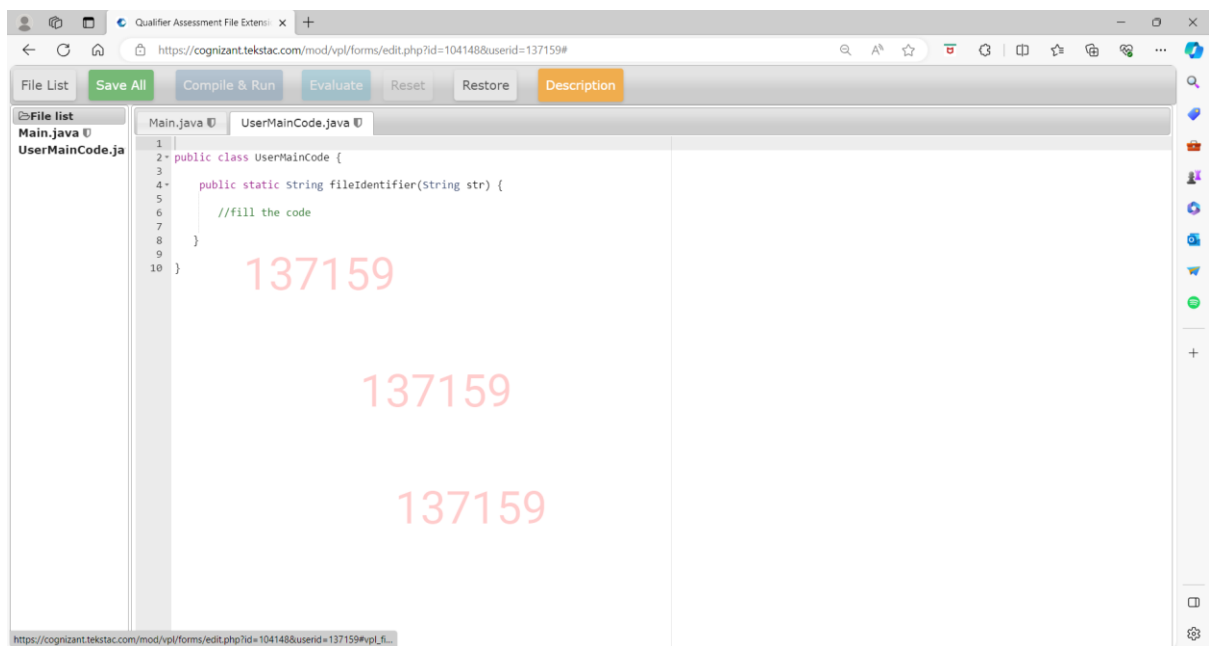 Qualifier Assessment File Extensi
https://cognizant.tekstac.com/mod/vpl/forms/edit.php?id=104148&userid=137159#
File List Save All Compile & Run Evaluate Reset Restore Description
File list
Main.java
UserMainCode.ja
Main.java UserMainCode.java
1
2 public class UserMainCode {
3
4 public static String fileIdentifier(String str) {
5
6 //fill the code
7
8 }
9
10 }
137159
137159
137159
https://cognizant.tekstac.com/mod/vpl/forms/edit.php?id=104148&userid=137159#vpl_fi...